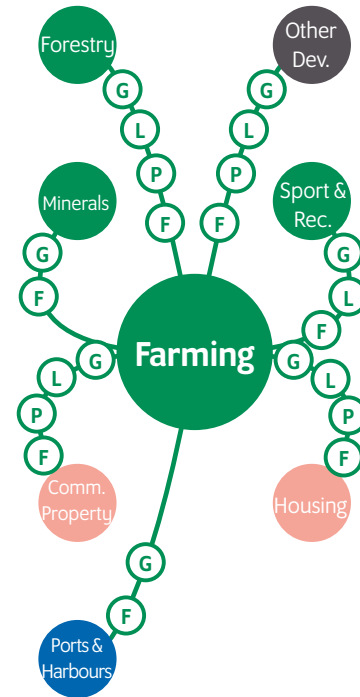 Forestry
G
L
P
F
Other
Dev.
G
L
P
F
Minerals
G
F
Sport &
Rec.
G
L
F
Farming
G
L
P
F
Comm.
Property
G
L
P
F
Housing
G
F
Ports &
Harbours